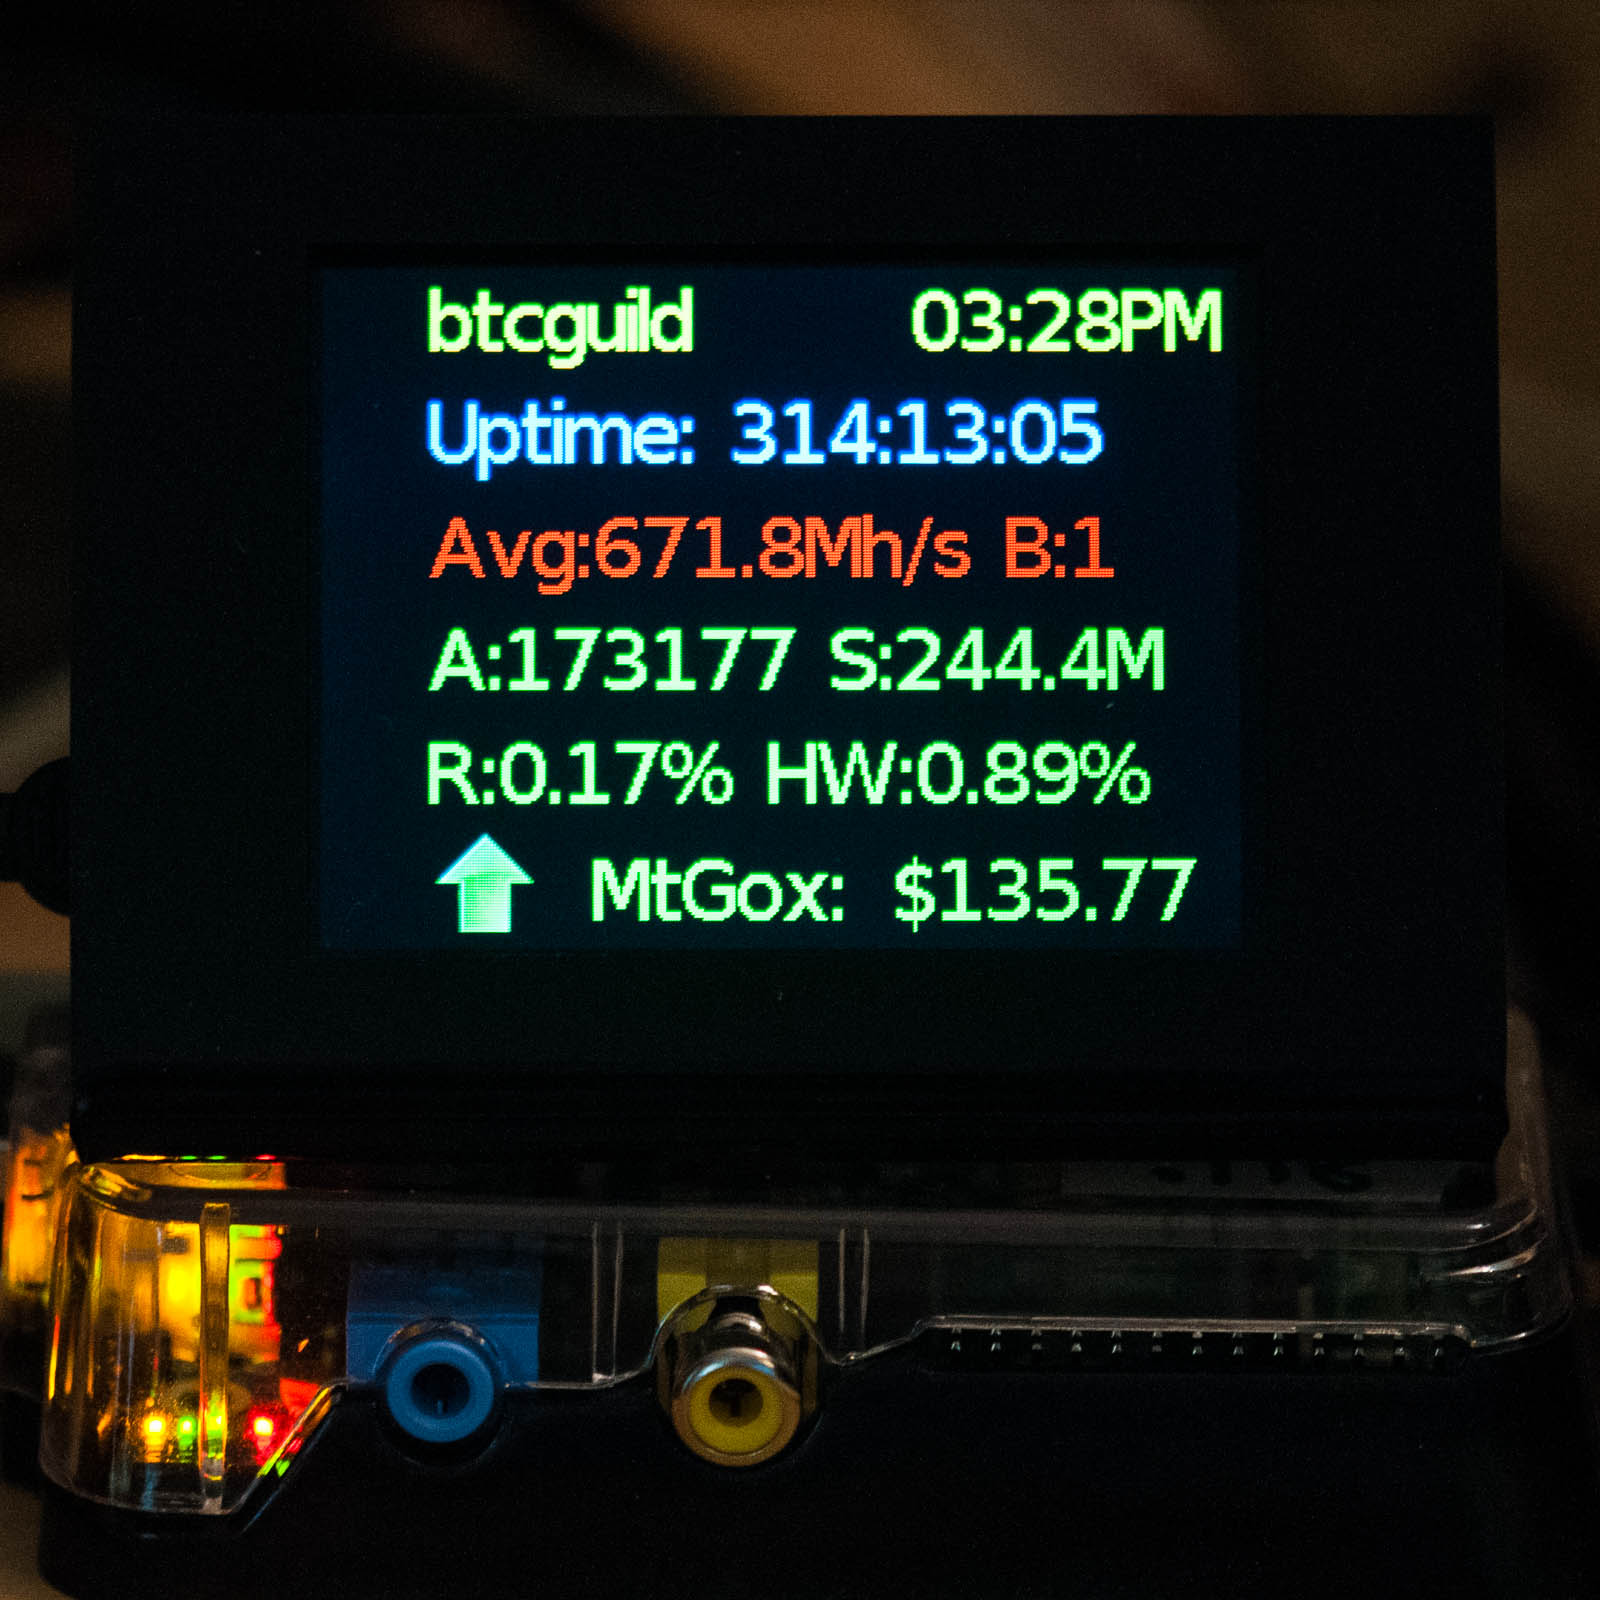 btcguild 03:28PM
Uptime: 314:13:05
Avg:671.8Mh/s B:1
A:173177 S:244.4M
R:0.17% HW:0.89%
MtGox: $135.77